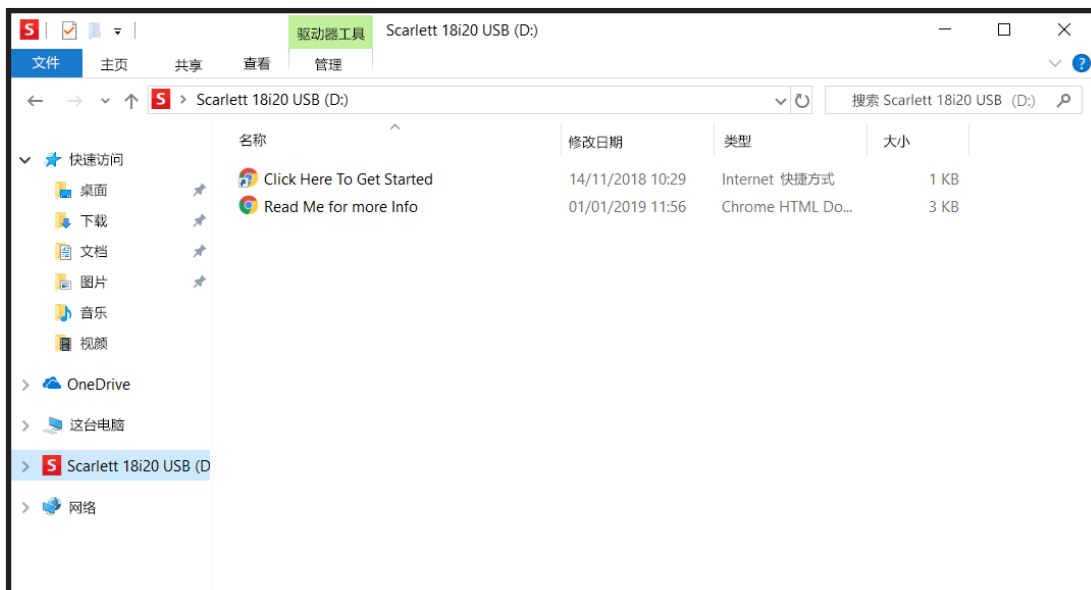 S
驱动器工具 Scarlett 18i20 USB (D:)
文件 主页 共享 查看 管理 ?
S > Scarlett 18i20 USB (D:) 搜索 Scarlett 18i20 USB (D:)
名称 修改日期 类型 大小
快速访问
Click Here To Get Started 14/11/2018 10:29 Internet 快捷方式 1 KB
桌面
Read Me for more Info 01/01/2019 11:56 Chrome HTML Do... 3 KB
下载
文档
图片
音乐
视颜
OneDrive
这台电脑
S Scarlett 18i20 USB (D
网络